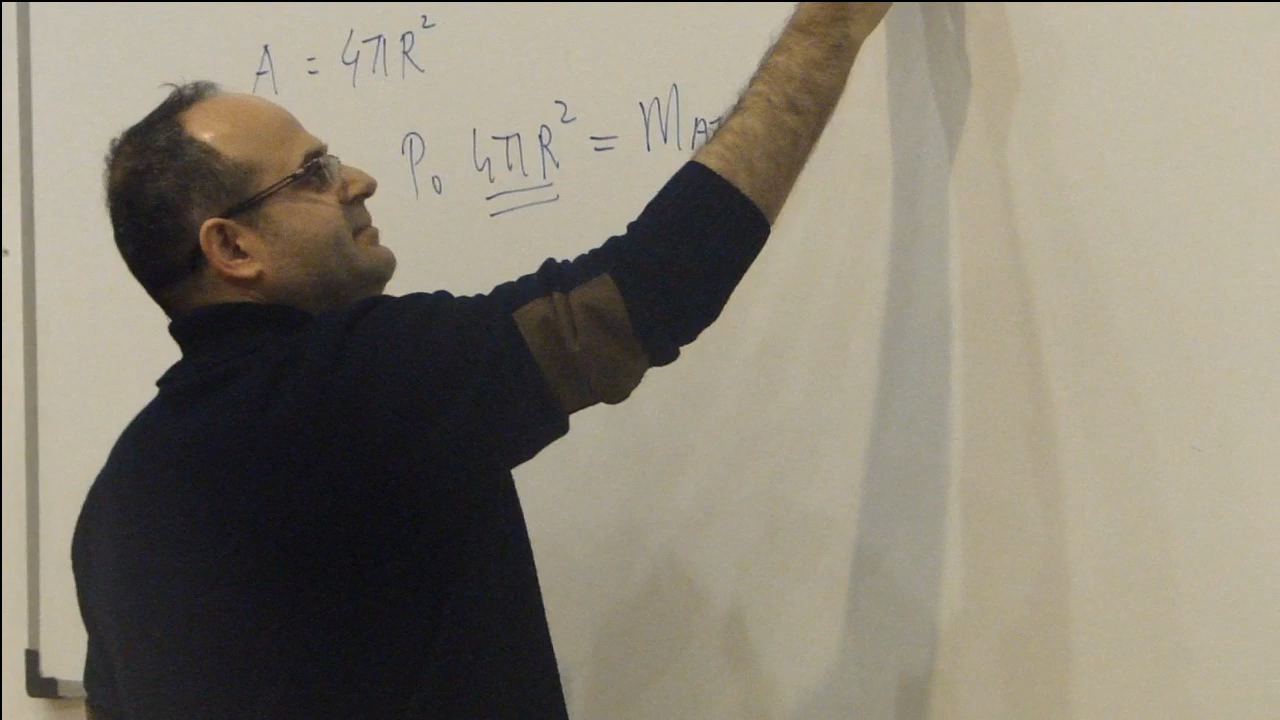 A = 4πR²
P₀ 4πR² = M